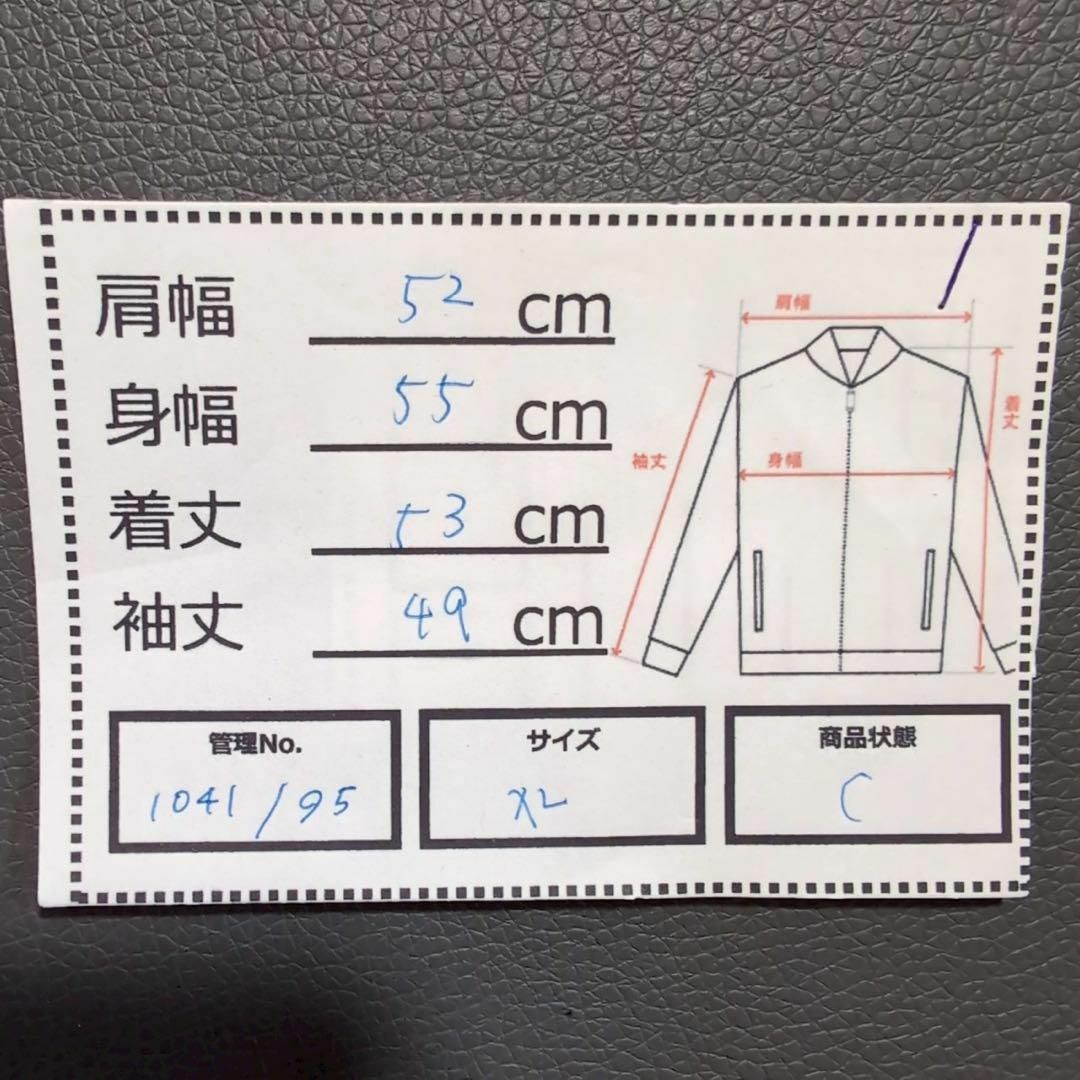 肩幅 52 cm
身幅 55 cm
着丈 53 cm
袖丈 49 cm
肩幅
袖丈
身幅
着丈
管理No.
1041/95
サイズ
XL
商品状態
C